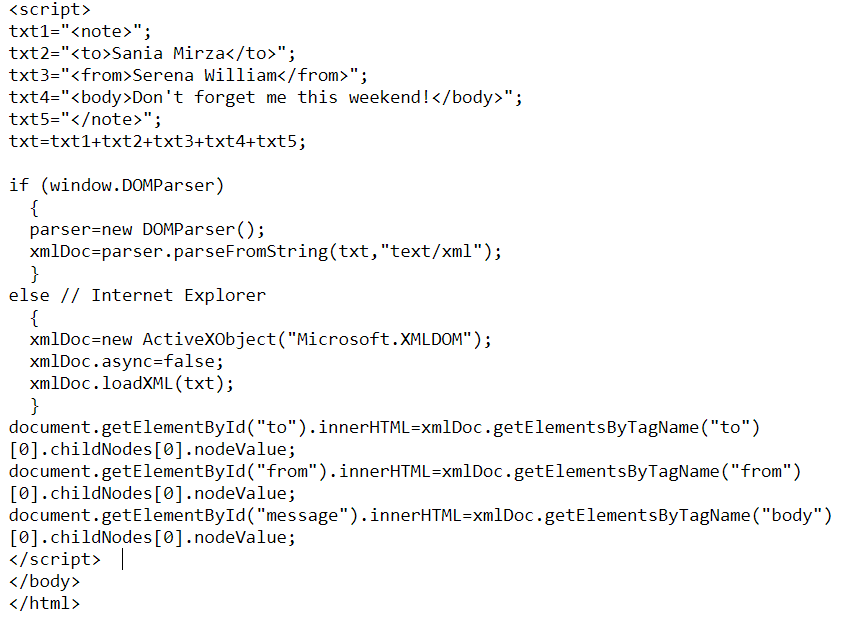 <script>
txt1="<note>";
txt2="<to>Sania Mirza</to>";
txt3="<from>Serena William</from>";
txt4="<body>Don't forget me this weekend!</body>";
txt5="</note>";
txt=txt1+txt2+txt3+txt4+txt5;

if (window.DOMParser)
  {
  parser=new DOMParser();
  xmlDoc=parser.parseFromString(txt,"text/xml");
  }
else // Internet Explorer
  {
  xmlDoc=new ActiveXObject("Microsoft.XMLDOM");
  xmlDoc.async=false;
  xmlDoc.loadXML(txt);
  }
document.getElementById("to").innerHTML=xmlDoc.getElementsByTagName("to")
[0].childNodes[0].nodeValue;
document.getElementById("from").innerHTML=xmlDoc.getElementsByTagName("from")
[0].childNodes[0].nodeValue;
document.getElementById("message").innerHTML=xmlDoc.getElementsByTagName("body")
[0].childNodes[0].nodeValue;
</script>
</body>
</html>